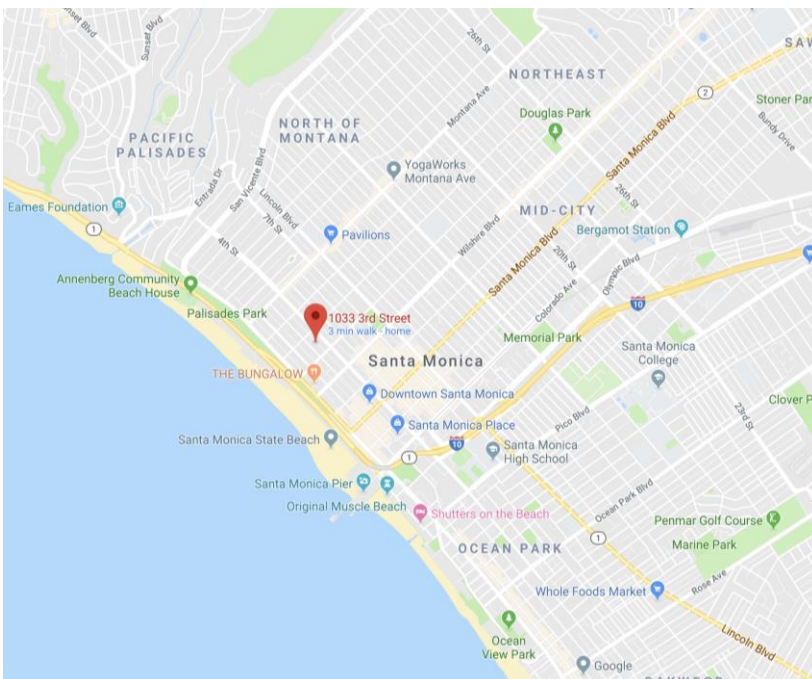 Sunset Blvd
Sunset Blvd
26th St
NORTHEAST
SAW
2
Stoner Par
Bundy Drive
Montana Ave
Douglas Park
NORTH OF
MONTANA
PACIFIC
PALISADES
Santa Monica Blvd
YogaWorks
Montana Ave
Entrada Dr
San Vicente Blvd
Lincoln Blvd
7th St
26th St
Eames Foundation
1
MID-CITY
Bergamot Station
Pavilions
4th St
Wilshire Blvd
Santa Monica Blvd
20th St
Olympic Blvd
Annenberg Community
Beach House
Colorado Ave
10
Palisades Park
1033 3rd Street
3 min walk · home
Memorial Park
Santa Monica
Santa Monica
College
THE BUNGALOW
Downtown Santa Monica
Clover P
23rd St
Pico Blvd
Santa Monica Place
Santa Monica State Beach
10
Santa Monica
High School
1
Santa Monica Pier
Original Muscle Beach
Ocean Park Blvd
Shutters on the Beach
Penmar Golf Course
Marine Park
1
OCEAN PARK
Rose Ave
Whole Foods Market
Lincoln Blvd
Ocean
View Park
Google
OAKWOOD